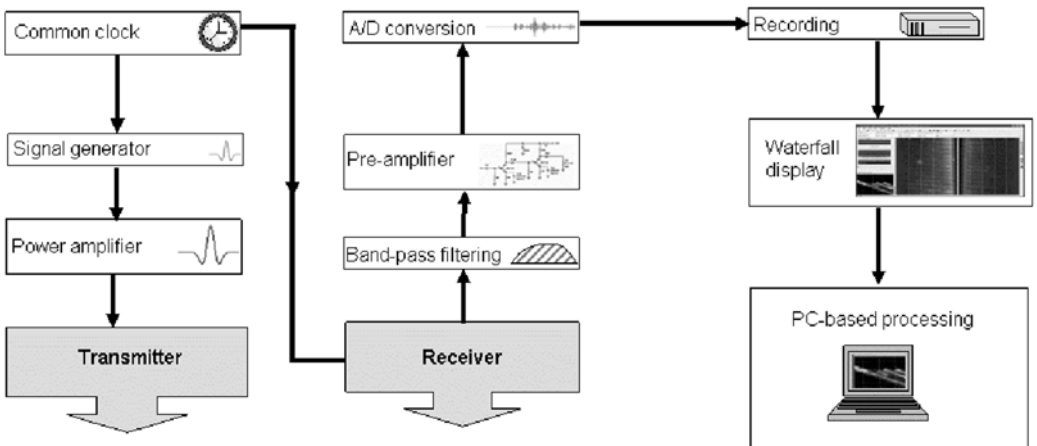 Common clock
Signal generator
Power amplifier
Transmitter
A/D conversion
Pre-amplifier
Band-pass filtering
Receiver
Recording
Waterfall
display
PC-based processing